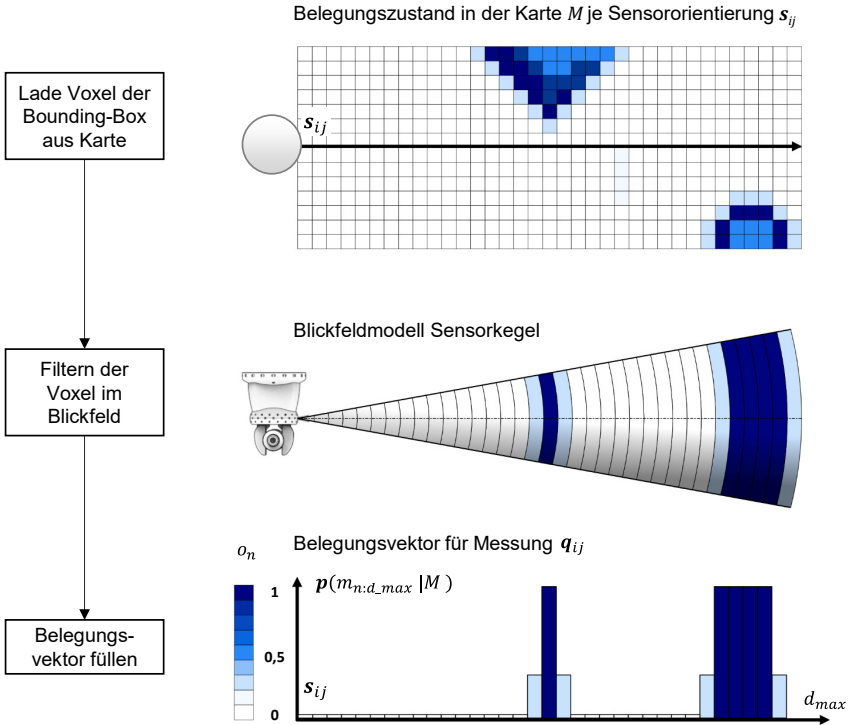 Belegungszustand in der Karte M je Sensororientierung s_ij
Lade Voxel der
Bounding-Box
aus Karte
s_ij
Blickfeldmodell Sensorkegel
Filtern der
Voxel im
Blickfeld
Belegungsvektor für Messung q_ij
o_n
p(m_n:d_max |M )
1
0,5
0
Belegungs-
vektor füllen
s_ij
d_max